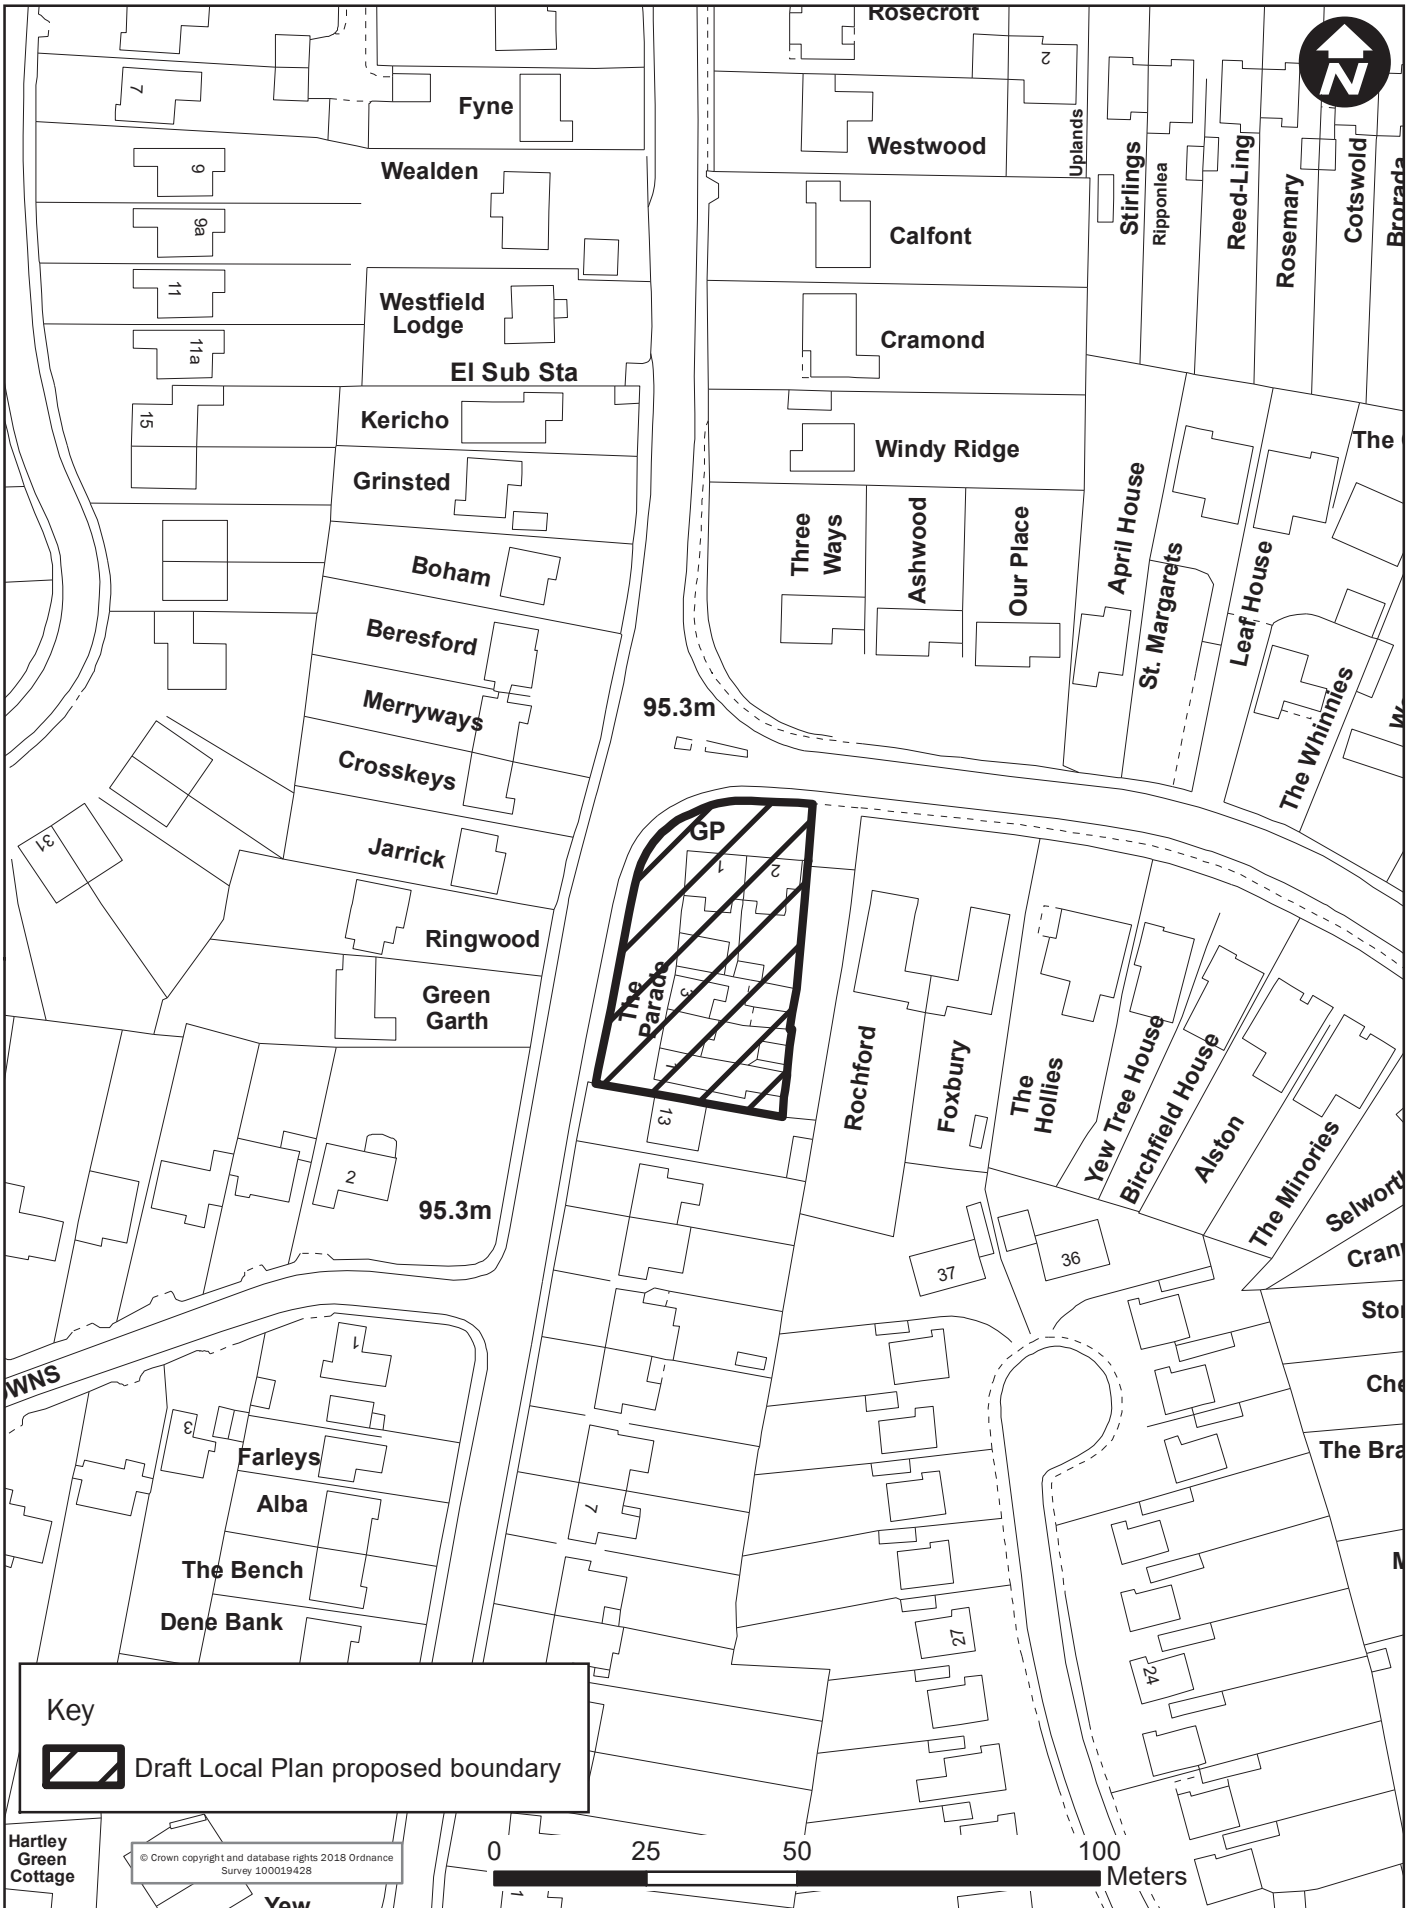 Rosecroft
N
2
7
Fyne
Westwood
Uplands
Stirlings
Ripponlea
Reed-Ling
Rosemary
Cotswold
Wealden
9
9a
Calfont
11
Westfield
Lodge
11a
Cramond
El Sub Sta
Kericho
15
Windy Ridge
Grinsted
Three
Ways
Ashwood
Our Place
April House
St. Margarets
Leaf House
The Whinnies
The
Boham
Beresford
Merryways
95.3m
Crosskeys
Jarrick
31
GP
1
2
Ringwood
The
Parade
3
1
Green
Garth
Rochford
Foxbury
The
Hollies
Yew Tree House
Birchfield House
Alston
The Minories
13
2
95.3m
37
36
1
3
Farleys
Alba
The Bench
Dene Bank
The Bra
7
27
24
Key
Draft Local Plan proposed boundary
Hartley
Green
Cottage
© Crown copyright and database rights 2018 Ordnance
Survey 100019428
Yew
0 25 50 100
Meters
1